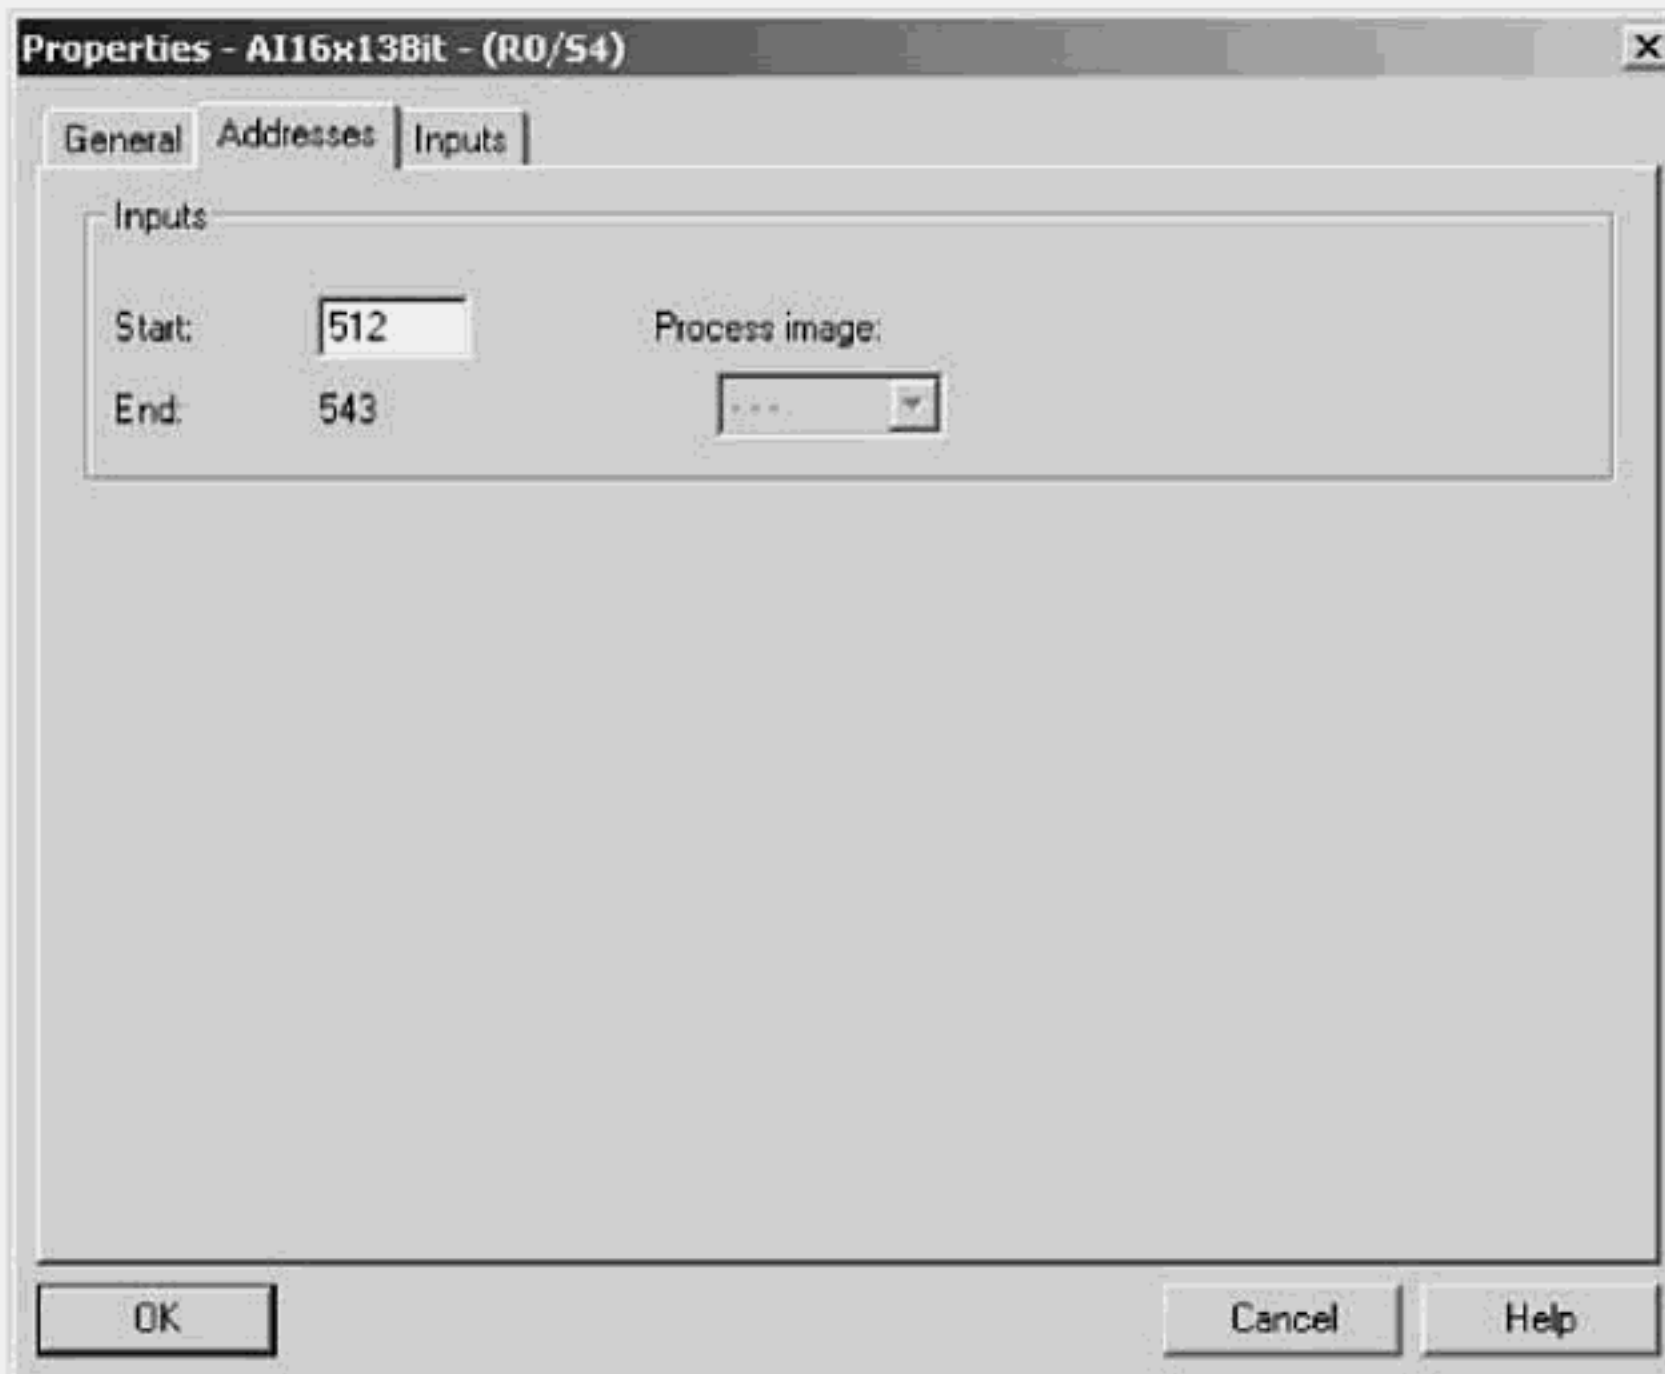 Properties - AI16x13Bit - (R0/S4)
General Addresses Inputs
Inputs
Start: 512 Process image:
End: 543 ---
OK Cancel Help